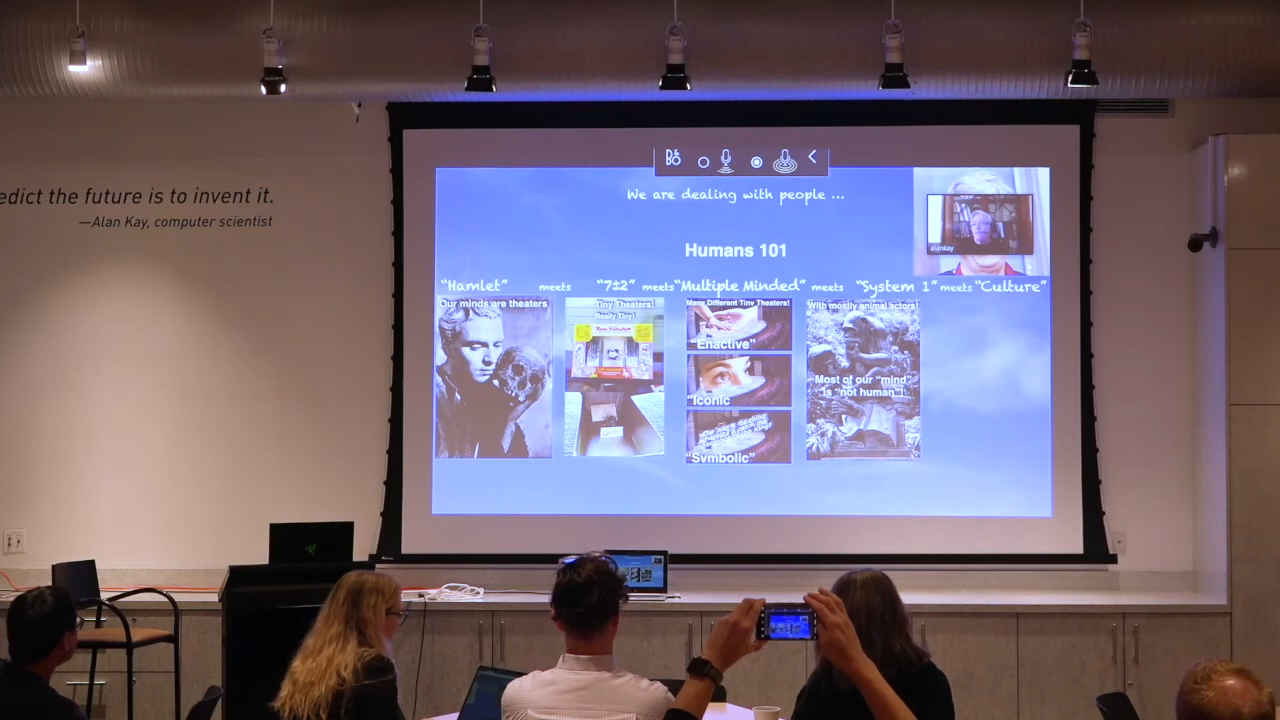 edict the future is to invent it.
—Alan Kay, computer scientist
We are dealing with people ...
alankay
Humans 101
"Hamlet" meets "7±2" meets "Multiple Minded" meets "System 1" meets "Culture"
Our minds are theaters
Tiny Theaters!
Really Tiny!
Many Different Tiny Theaters!
"Enactive"
"Iconic
"Symbolic"
With mostly animal actors!
Most of our "mind"
is "not human"!